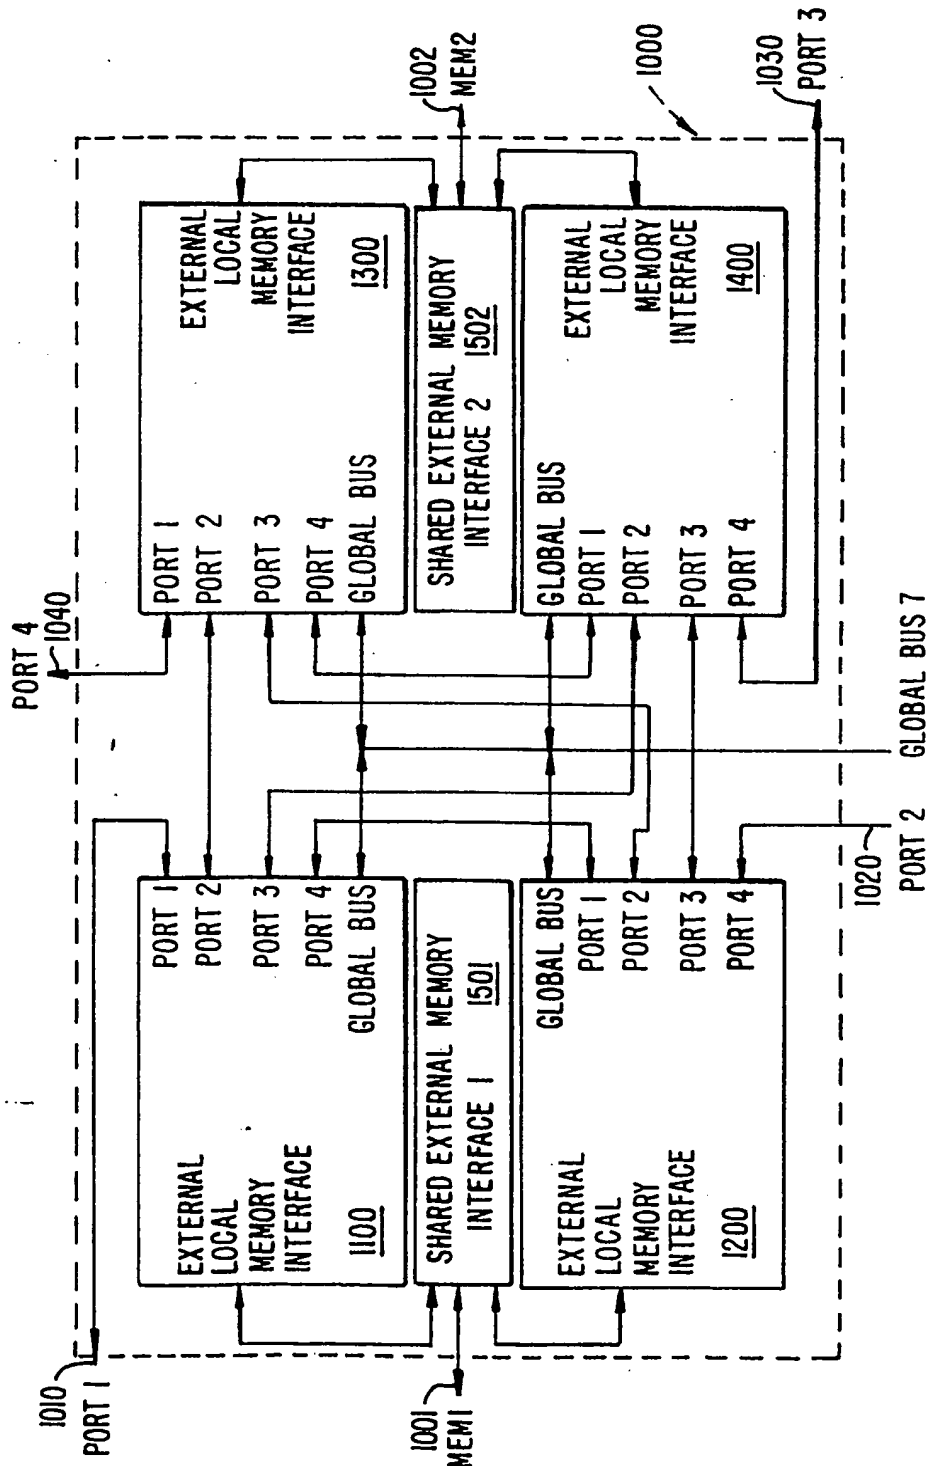 1010
PORT 1
PORT 4
1040
EXTERNAL
LOCAL
MEMORY
INTERFACE
1100
PORT 1
PORT 2
PORT 3
PORT 4
GLOBAL BUS
PORT 1
PORT 2
PORT 3
PORT 4
GLOBAL BUS
EXTERNAL
LOCAL
MEMORY
INTERFACE
1300
1001
MEM1
SHARED EXTERNAL MEMORY
INTERFACE 1 1501
SHARED EXTERNAL MEMORY
INTERFACE 2 1502
1002
MEM2
EXTERNAL
LOCAL
MEMORY
INTERFACE
1200
GLOBAL BUS
PORT 1
PORT 2
PORT 3
PORT 4
GLOBAL BUS
PORT 1
PORT 2
PORT 3
PORT 4
EXTERNAL
LOCAL
MEMORY
INTERFACE
1400
1000
1030
PORT 3
1020
PORT 2
GLOBAL BUS 7